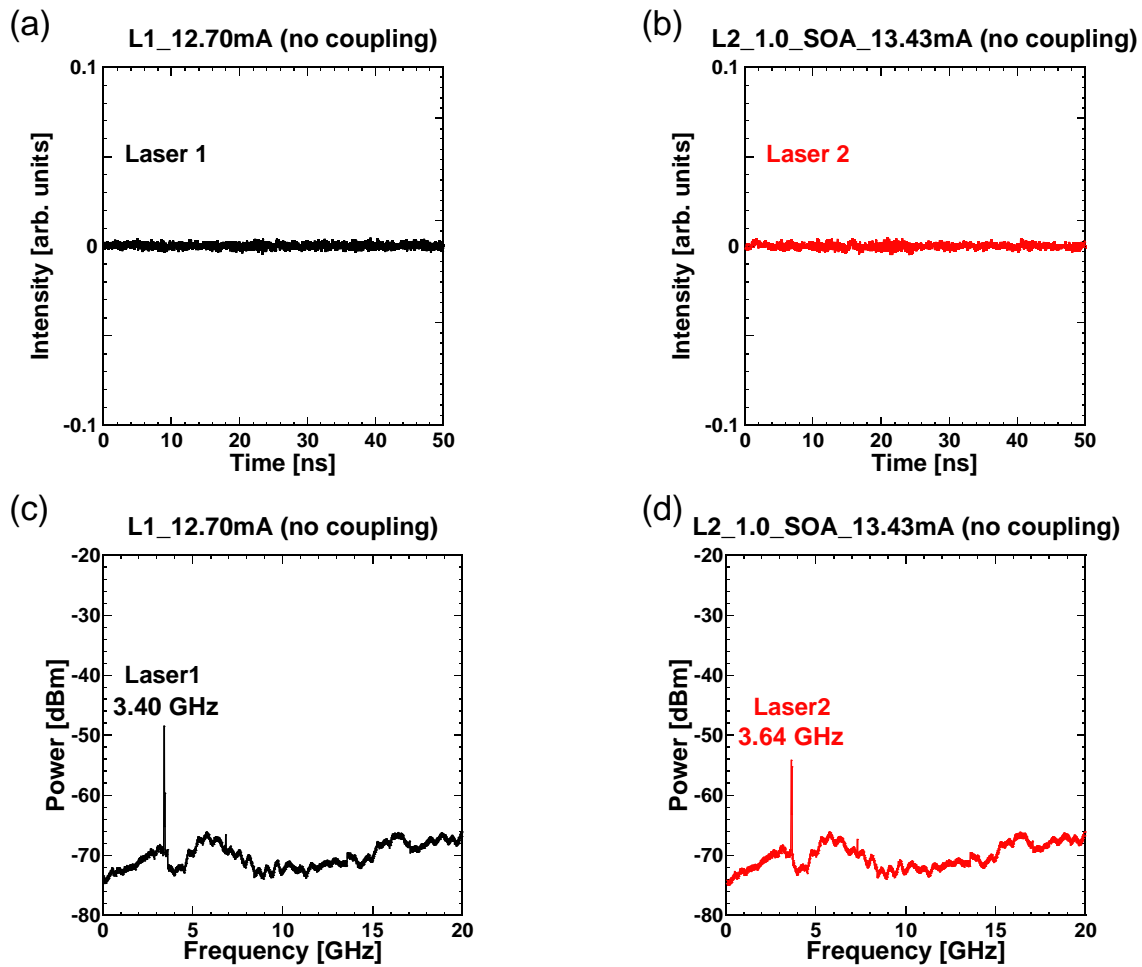 (a)
L1_12.70mA (no coupling)
0.1
0
-0.1
Intensity [arb. units]
Laser 1
0 10 20 30 40 50
Time [ns]
(b)
L2_1.0_SOA_13.43mA (no coupling)
0.1
0
-0.1
Intensity [arb. units]
Laser 2
0 10 20 30 40 50
Time [ns]
(c)
L1_12.70mA (no coupling)
-20
-30
-40
-50
-60
-70
-80
Power [dBm]
Laser1
3.40 GHz
0 5 10 15 20
Frequency [GHz]
(d)
L2_1.0_SOA_13.43mA (no coupling)
-20
-30
-40
-50
-60
-70
-80
Power [dBm]
Laser2
3.64 GHz
0 5 10 15 20
Frequency [GHz]